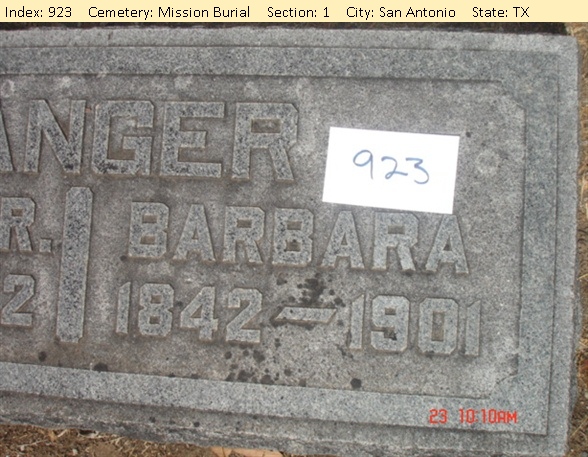 Index: 923 Cemetery: Mission Burial Section: 1 City: San Antonio State: TX
ANGER
923
R. BARBARA
2 1842 - 1901
23 10:10AM